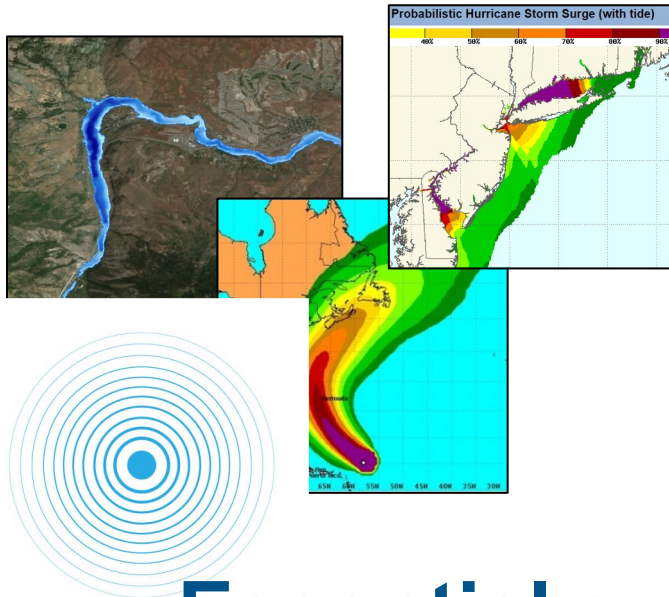 Probabilistic Hurricane Storm Surge (with tide)
40% 50% 60% 70% 80% 90%
65W 60W 55W 50W 45W 40W 35W 30W